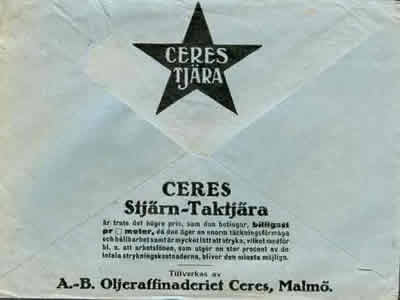 CERES
TJÄRA
CERES
Stjärn-Taktjära
är trots det högre pris, som den betingar, billigast
pr □ meter, då den äger en enorm täckningsförmåga
och hållbarhet samt är mycket lätt att stryka, vilket medför
bl. a. att arbetslönen, som utgör en stor procent av de
totala strykningskostnaderna, bliver den minsta möjliga.
Tillverkas av
A.-B. Oljeraffinaderiet Ceres, Malmö.